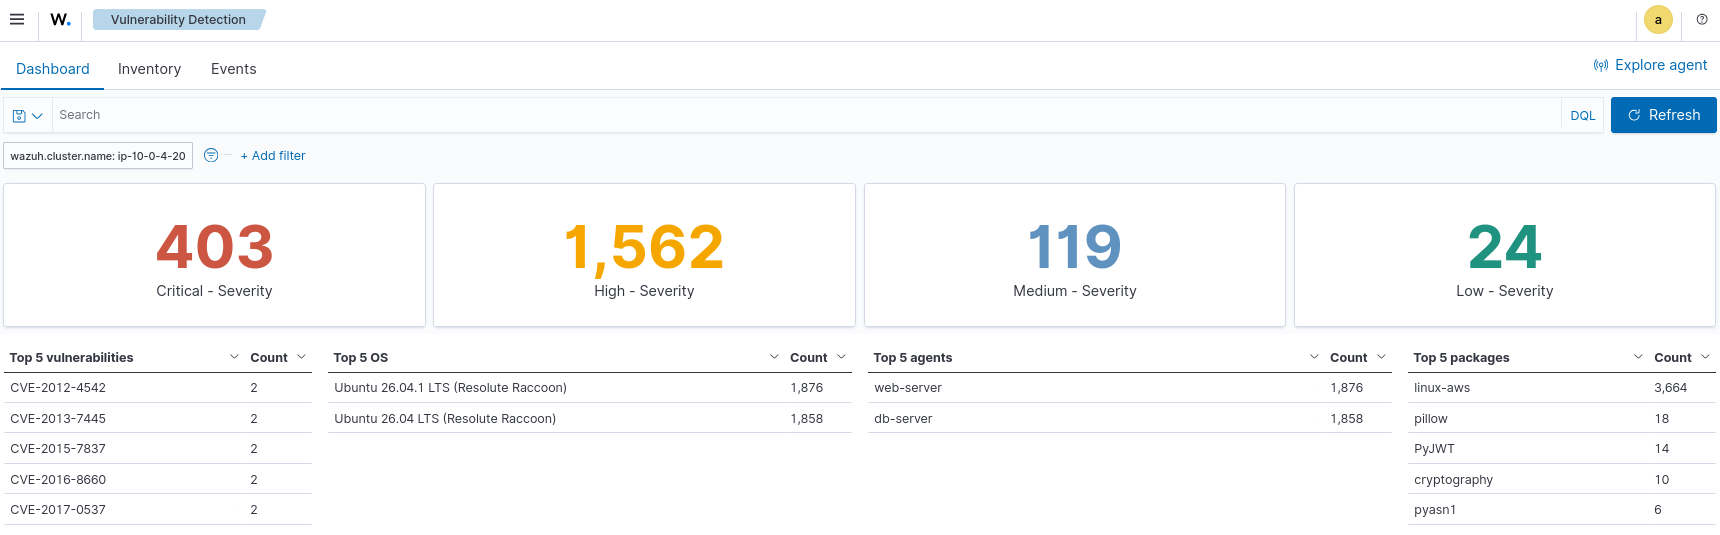 W. Vulnerability Detection a
Dashboard Inventory Events Explore agent
Search DQL Refresh
wazuh.cluster.name: ip-10-0-4-20 + Add filter
403 1,562 119 24
Critical - Severity High - Severity Medium - Severity Low - Severity
Top 5 vulnerabilities Count Top 5 OS Count Top 5 agents Count Top 5 packages Count
CVE-2012-4542 2 Ubuntu 26.04.1 LTS (Resolute Raccoon) 1,876 web-server 1,876 linux-aws 3,664
CVE-2013-7445 2 Ubuntu 26.04 LTS (Resolute Raccoon) 1,858 db-server 1,858 pillow 18
CVE-2015-7837 2 PyJWT 14
CVE-2016-8660 2 cryptography 10
CVE-2017-0537 2 pyasn1 6